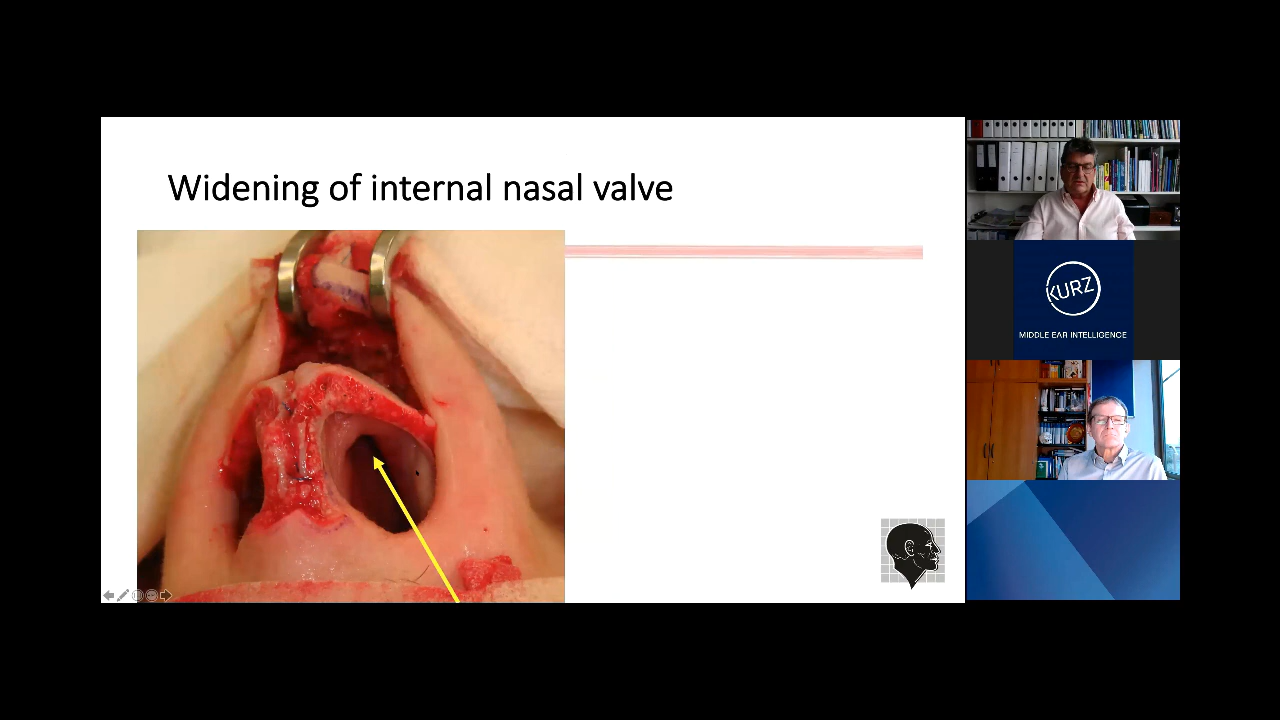 Widening of internal nasal valve
KURZ
MIDDLE EAR INTELLIGENCE